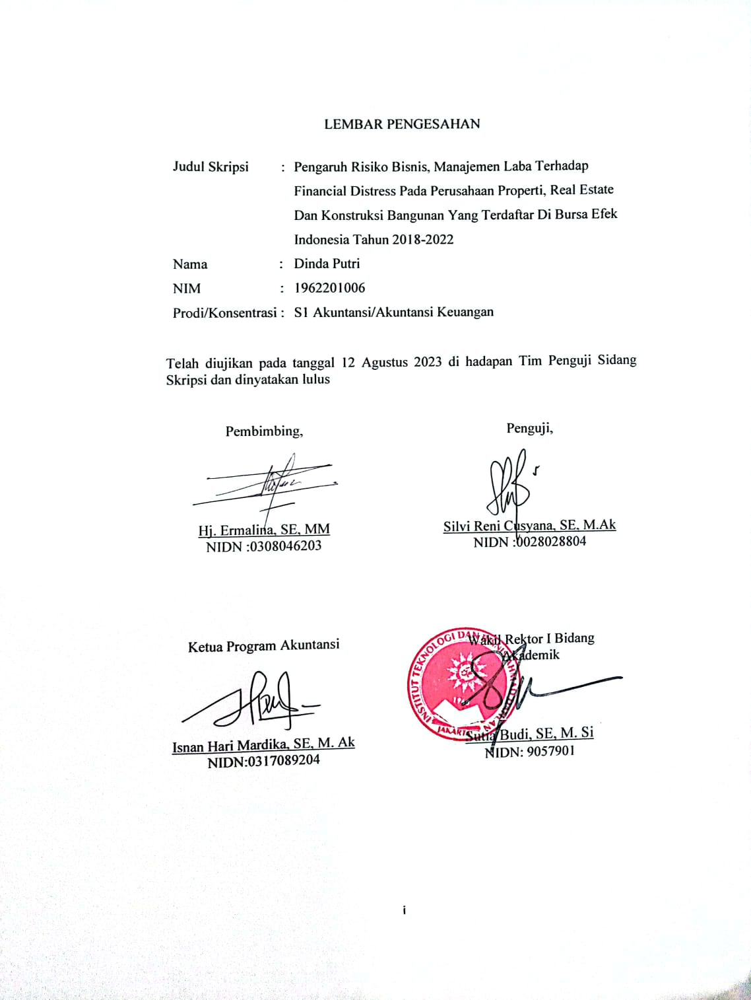 LEMBAR PENGESAHAN
Judul Skripsi : Pengaruh Risiko Bisnis, Manajemen Laba Terhadap
Financial Distress Pada Perusahaan Properti, Real Estate
Dan Konstruksi Bangunan Yang Terdaftar Di Bursa Efek
Indonesia Tahun 2018-2022
Nama : Dinda Putri
NIM : 1962201006
Prodi/Konsentrasi : S1 Akuntansi/Akuntansi Keuangan
Telah diujikan pada tanggal 12 Agustus 2023 di hadapan Tim Penguji Sidang
Skripsi dan dinyatakan lulus
Pembimbing,
Hj. Ermalina, SE, MM
NIDN :0308046203
Penguji,
Silvi Reni Cusyana, SE, M.Ak
NIDN :0028028804
Ketua Program Akuntansi
Isnan Hari Mardika, SE, M. Ak
NIDN:0317089204
Wakil Rektor I Bidang
Akademik
INSTITUT TEKNOLOGI DAN BISNIS AHMAD DAHLAN
JAKARTA
Sutia Budi, SE, M. Si
NIDN: 9057901
i